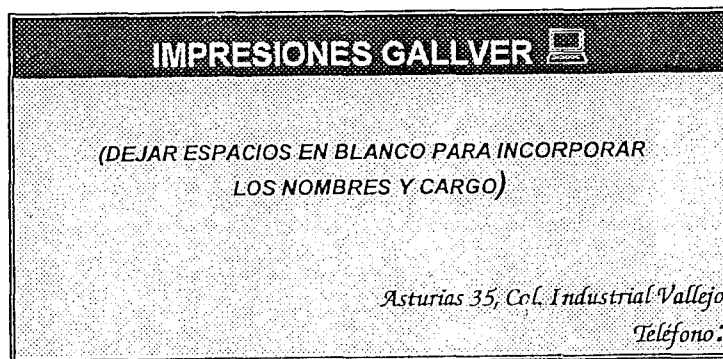 IMPRESIONES GALLVER
(DEJAR ESPACIOS EN BLANCO PARA INCORPORAR
LOS NOMBRES Y CARGO)
Asturias 35, Col. Industrial Vallejo
Teléfono: